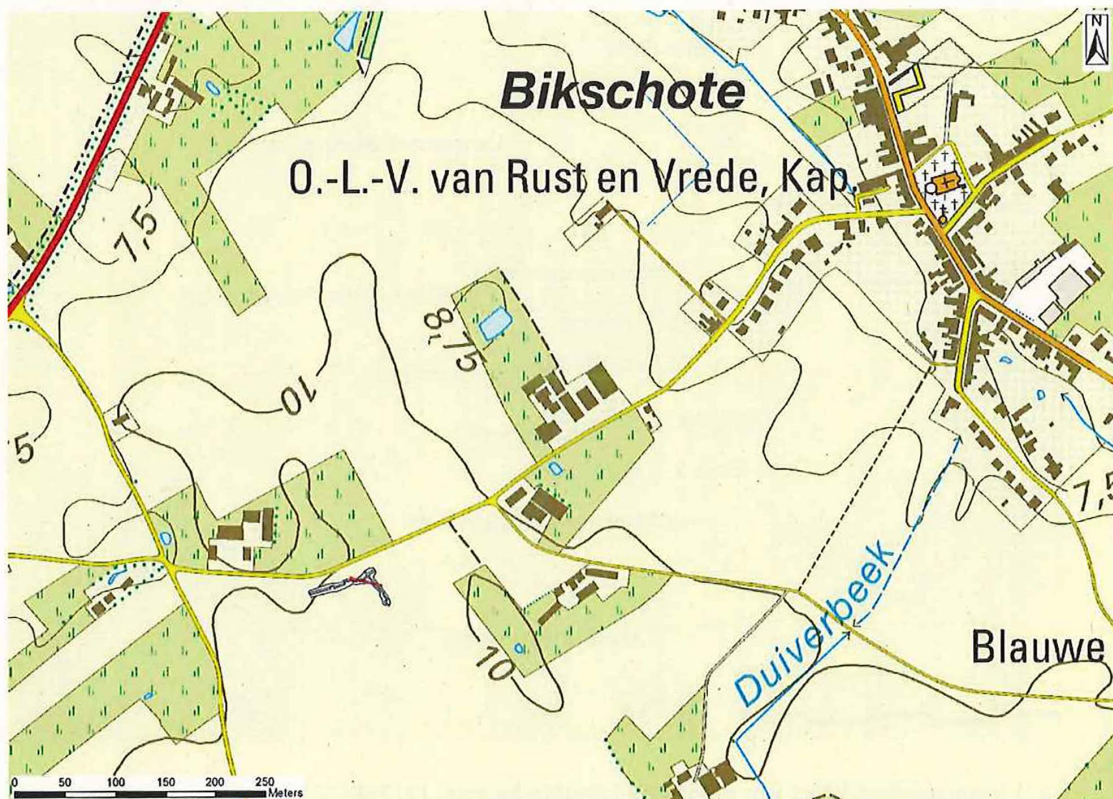 N
Bikschote
O.-L.-V. van Rust en Vrede, Kap.
7,5
8,75
10
5
7,5
10
Duiverbeek
Blauwe
0 50 100 150 200 250
Meters